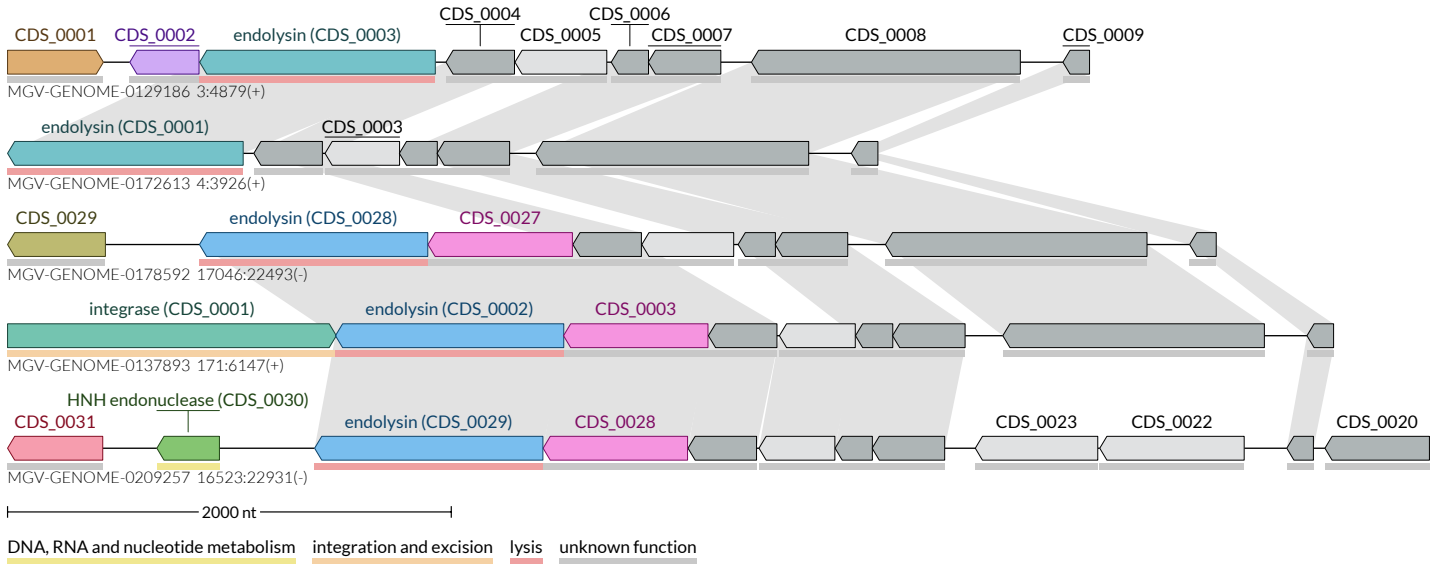 CDS_0004 CDS_0006
CDS_0001 CDS_0002 endolysin (CDS_0003) CDS_0005 CDS_0007 CDS_0008 CDS_0009
MGV-GENOME-0129186 3:4879(+)
endolysin (CDS_0001) CDS_0003
MGV-GENOME-0172613 4:3926(+)
CDS_0029 endolysin (CDS_0028) CDS_0027
MGV-GENOME-0178592 17046:22493(-)
integrase (CDS_0001) endolysin (CDS_0002) CDS_0003
MGV-GENOME-0137893 171:6147(+)
HNH endonuclease (CDS_0030)
CDS_0031 endolysin (CDS_0029) CDS_0028 CDS_0023 CDS_0022 CDS_0020
MGV-GENOME-0209257 16523:22931(-)
2000 nt
DNA, RNA and nucleotide metabolism integration and excision lysis unknown function